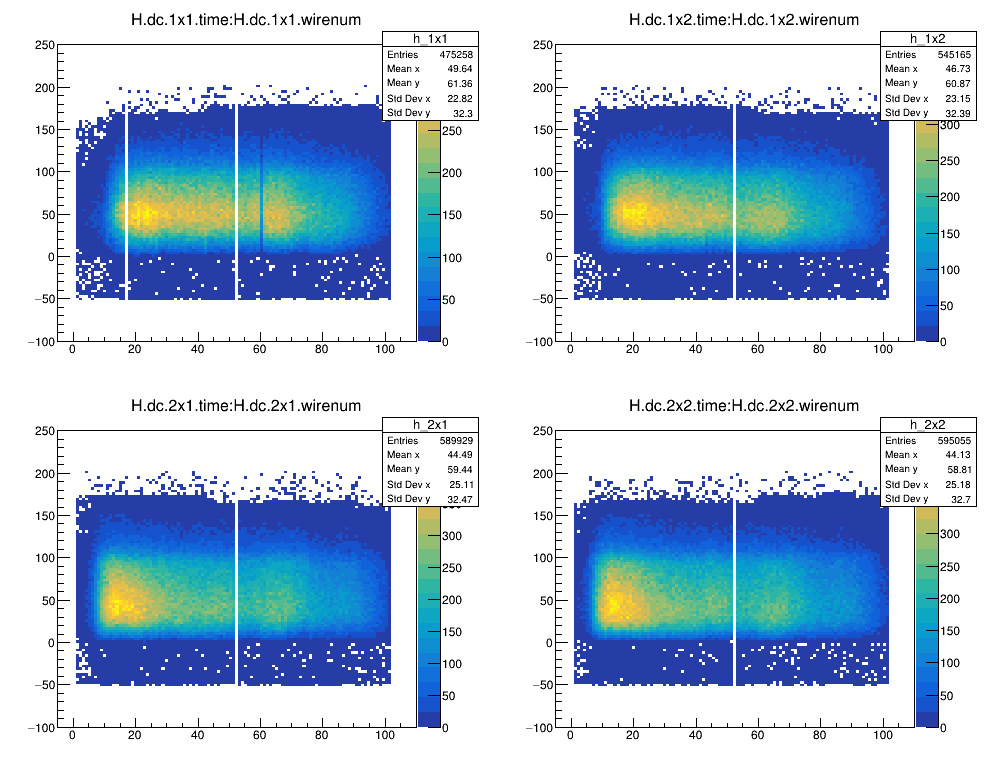 H.dc.1x1.time:H.dc.1x1.wirenum
h_1x1
Entries 475258
Mean x 49.64
Mean y 61.36
Std Dev x 22.82
Std Dev y 32.3
250
200
150
100
50
0
−50
−100
0 20 40 60 80 100
250
200
150
100
50
0
H.dc.1x2.time:H.dc.1x2.wirenum
h_1x2
Entries 545165
Mean x 46.73
Mean y 60.87
Std Dev x 23.15
Std Dev y 32.39
250
200
150
100
50
0
−50
−100
0 20 40 60 80 100
300
250
200
150
100
50
0
H.dc.2x1.time:H.dc.2x1.wirenum
h_2x1
Entries 589929
Mean x 44.49
Mean y 59.44
Std Dev x 25.11
Std Dev y 32.47
250
200
150
100
50
0
−50
−100
0 20 40 60 80 100
300
250
200
150
100
50
0
H.dc.2x2.time:H.dc.2x2.wirenum
h_2x2
Entries 595055
Mean x 44.13
Mean y 58.81
Std Dev x 25.18
Std Dev y 32.7
250
200
150
100
50
0
−50
−100
0 20 40 60 80 100
300
250
200
150
100
50
0